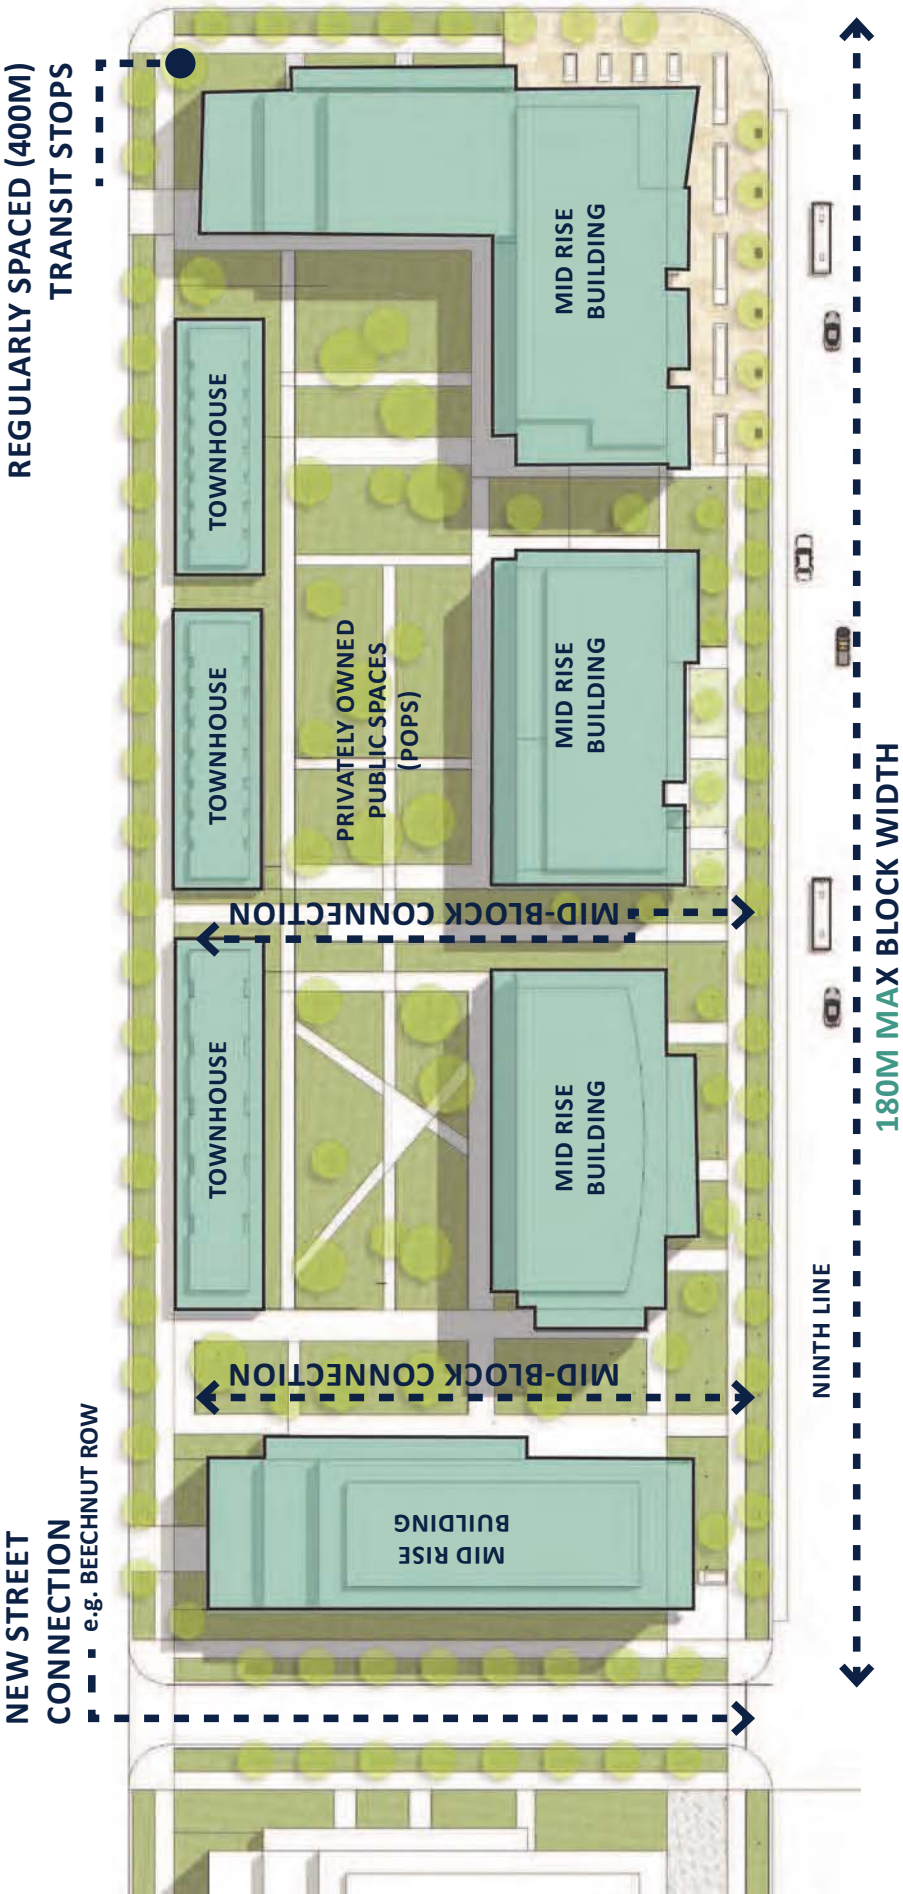 REGULARLY SPACED (400M)
TRANSIT STOPS
MID RISE
BUILDING
TOWNHOUSE
TOWNHOUSE
PRIVATELY OWNED
PUBLIC SPACES
(POPS)
MID RISE
BUILDING
MID-BLOCK CONNECTION
TOWNHOUSE
MID RISE
BUILDING
MID-BLOCK CONNECTION
NINTH LINE
180M MAX BLOCK WIDTH
NEW STREET
CONNECTION
e.g. BEECHNUT ROW
MID RISE
BUILDING